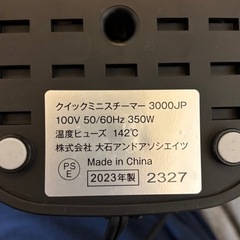 クイックミニスチーマー 3000JP
100V 50/60Hz 350W
温度ヒューズ 142℃
株式会社 大石アンドアソシエイツ
PS
E
Made in China
2023年製 2327